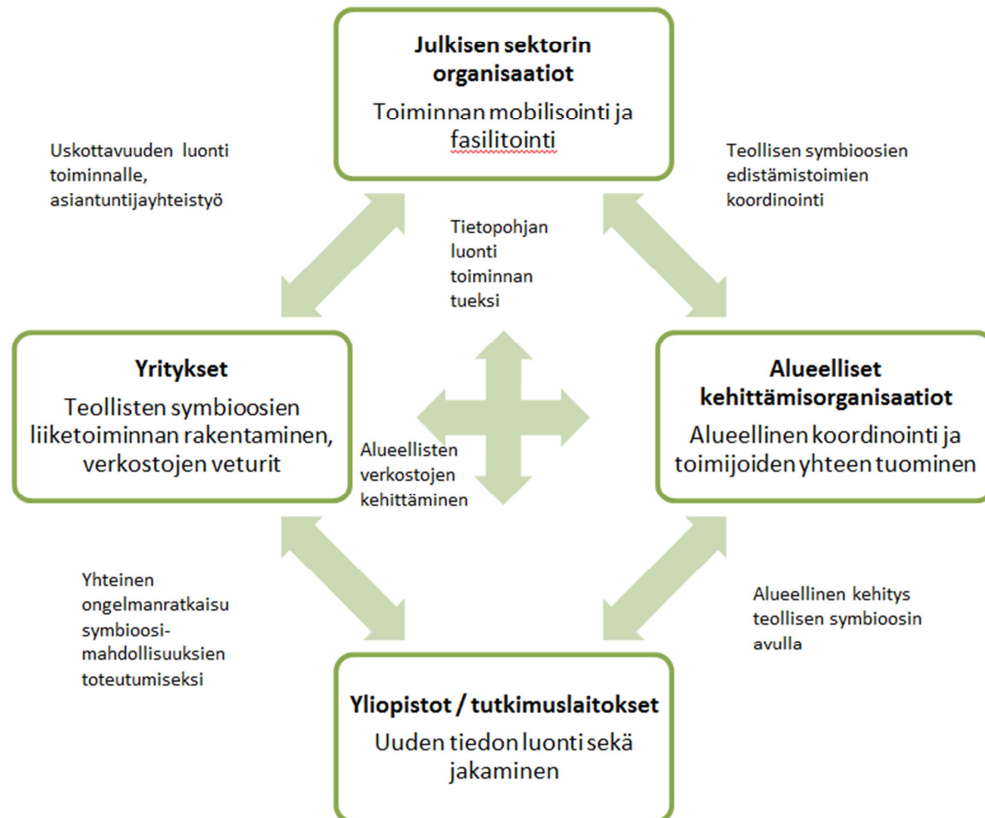 Julkisen sektorin
organisaatiot
Toiminnan mobilisointi ja
fasilitointi
Uskottavuuden luonti
toiminnalle,
asiantuntijayhteistyö
Teollisen symbioosien
edistämistoimien
koordinointi
Tietopohjan
luonti
toiminnan
tueksi
Yritykset
Teollisten symbioosien
liiketoiminnan rakentaminen,
verkostojen veturit
Alueellisten
verkostojen
kehittäminen
Alueelliset
kehittämisorganisaatiot
Alueellinen koordinointi ja
toimijoiden yhteen tuominen
Yhteinen
ongelmanratkaisu
symbioosi-
mahdollisuuksien
toteutumiseksi
Alueellinen kehitys
teollisen symbioosin
avulla
Yliopistot / tutkimuslaitokset
Uuden tiedon luonti sekä
jakaminen